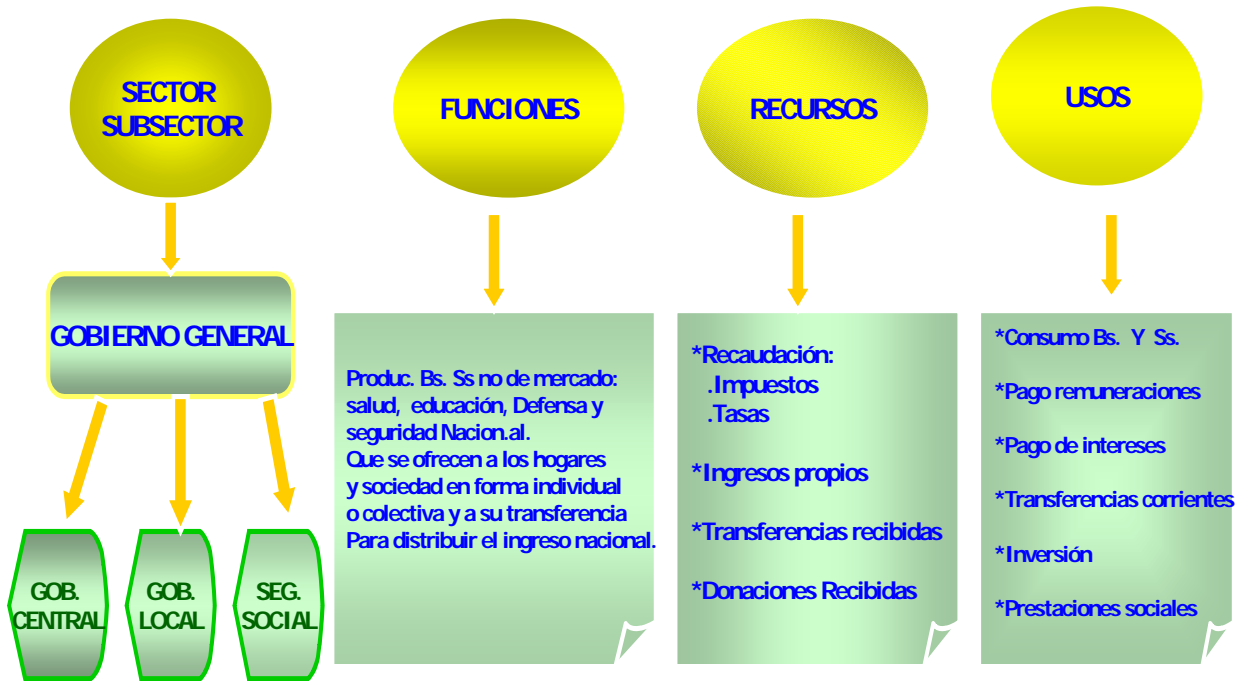 SECTOR
SUBSECTOR
GOBIERNO GENERAL
GOB.
CENTRAL
GOB.
LOCAL
SEG.
SOCIAL
FUNCIONES
Produc. Bs. Ss no de mercado:
salud, educación, Defensa y
seguridad Nacion.al.
Que se ofrecen a los hogares
y sociedad en forma individual
o colectiva y a su transferencia
Para distribuir el ingreso nacional.
RECURSOS
*Recaudación:
.Impuestos
.Tasas
*Ingresos propios
*Transferencias recibidas
*Donaciones Recibidas
USOS
*Consumo Bs. Y Ss.
*Pago remuneraciones
*Pago de intereses
*Transferencias corrientes
*Inversión
*Prestaciones sociales